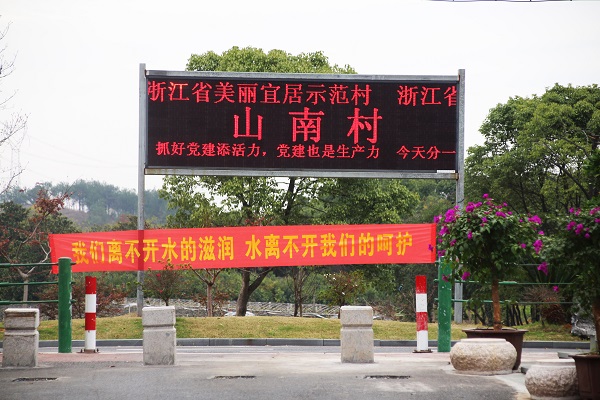 浙江省美丽宜居示范村 浙江省
山南村
抓好党建添活力，党建也是生产力 今天分一
我们离不开水的滋润 水离不开我们的呵护